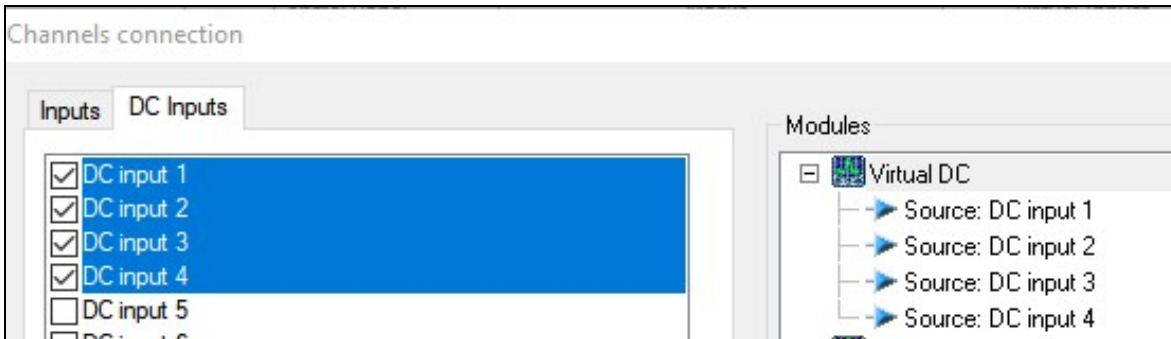 Channels connection
Inputs
DC Inputs
DC input 1
DC input 2
DC input 3
DC input 4
DC input 5
Modules
Virtual DC
Source: DC input 1
Source: DC input 2
Source: DC input 3
Source: DC input 4